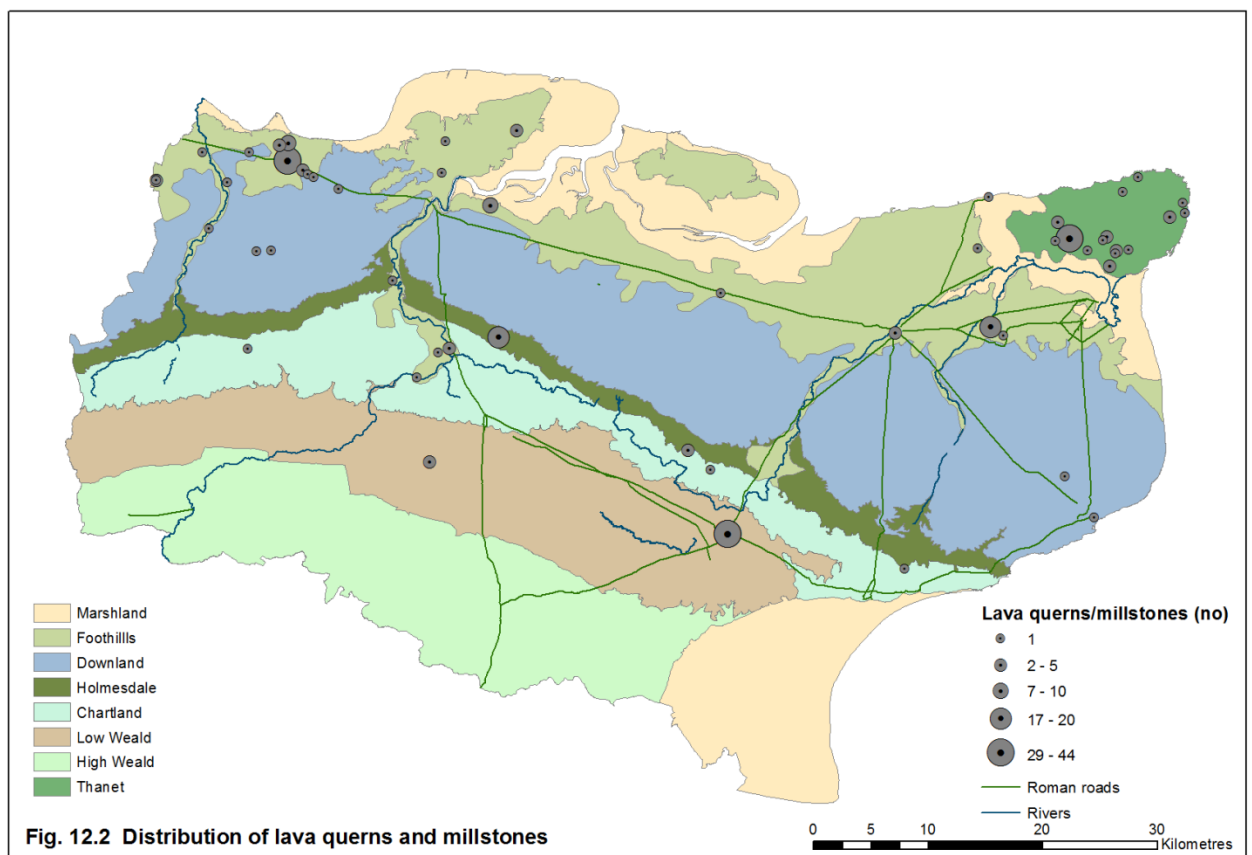 Marshland
Foothillls
Downland
Holmesdale
Chartland
Low Weald
High Weald
Thanet
Fig. 12.2 Distribution of lava querns and millstones
Lava querns/millstones (no)
1
2 - 5
7 - 10
17 - 20
29 - 44
Roman roads
Rivers
0 5 10 20 30
Kilometres